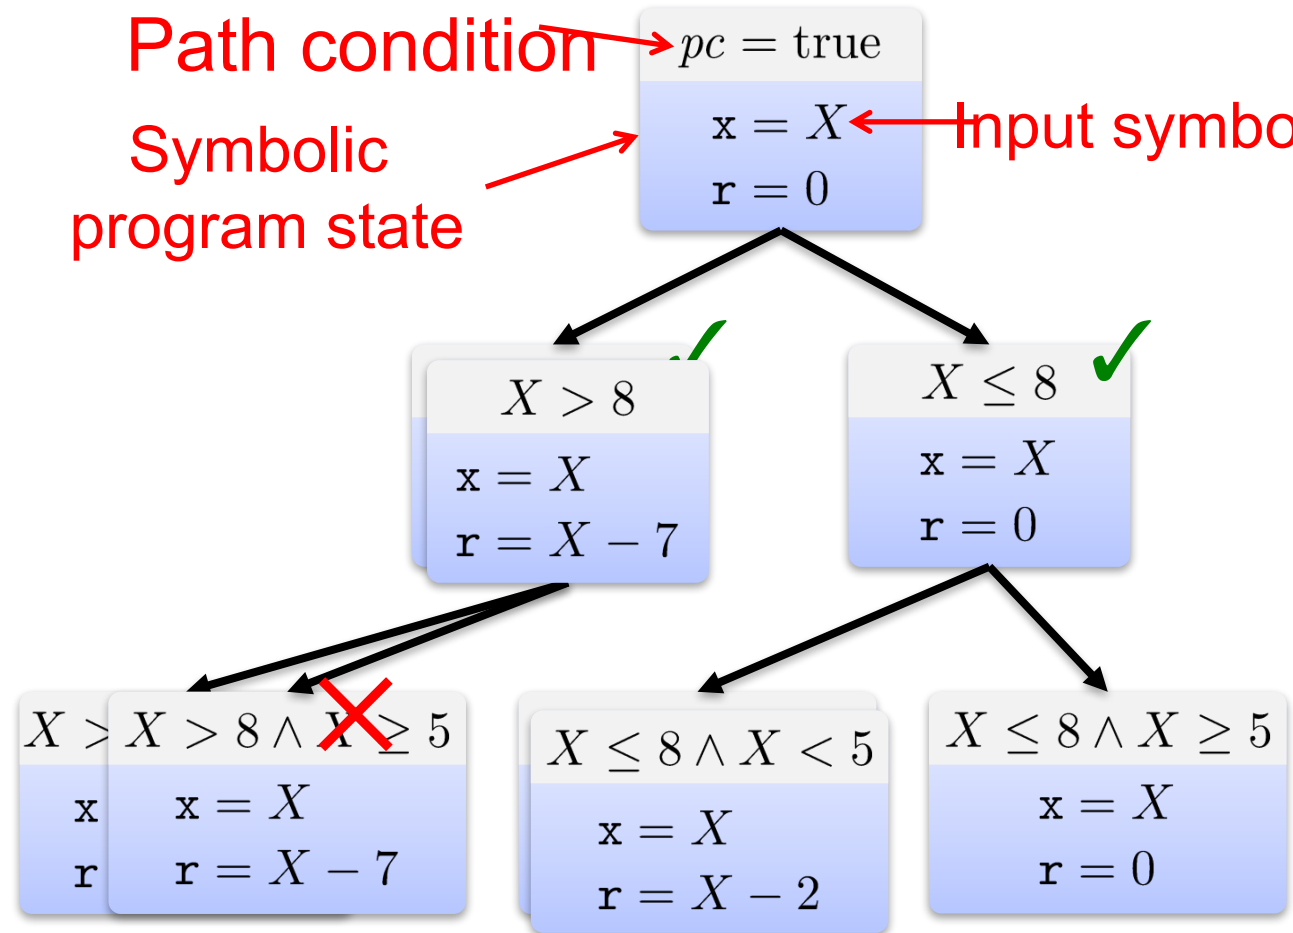 Path condition
pc = true
x = X
r = 0
Input symbo
Symbolic
program state
X > 8
x = X
r = X − 7
X ≤ 8
x = X
r = 0
X >
x
r
X > 8 ∧ X ≥ 5
x = X
r = X − 7
X ≤ 8 ∧ X < 5
x = X
r = X − 2
X ≤ 8 ∧ X ≥ 5
x = X
r = 0